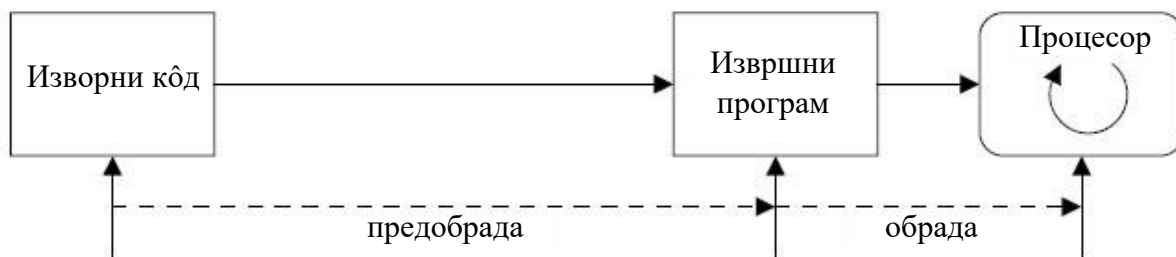 Изворни кôд
Извршни
програм
Процесор
предобрада
обрада